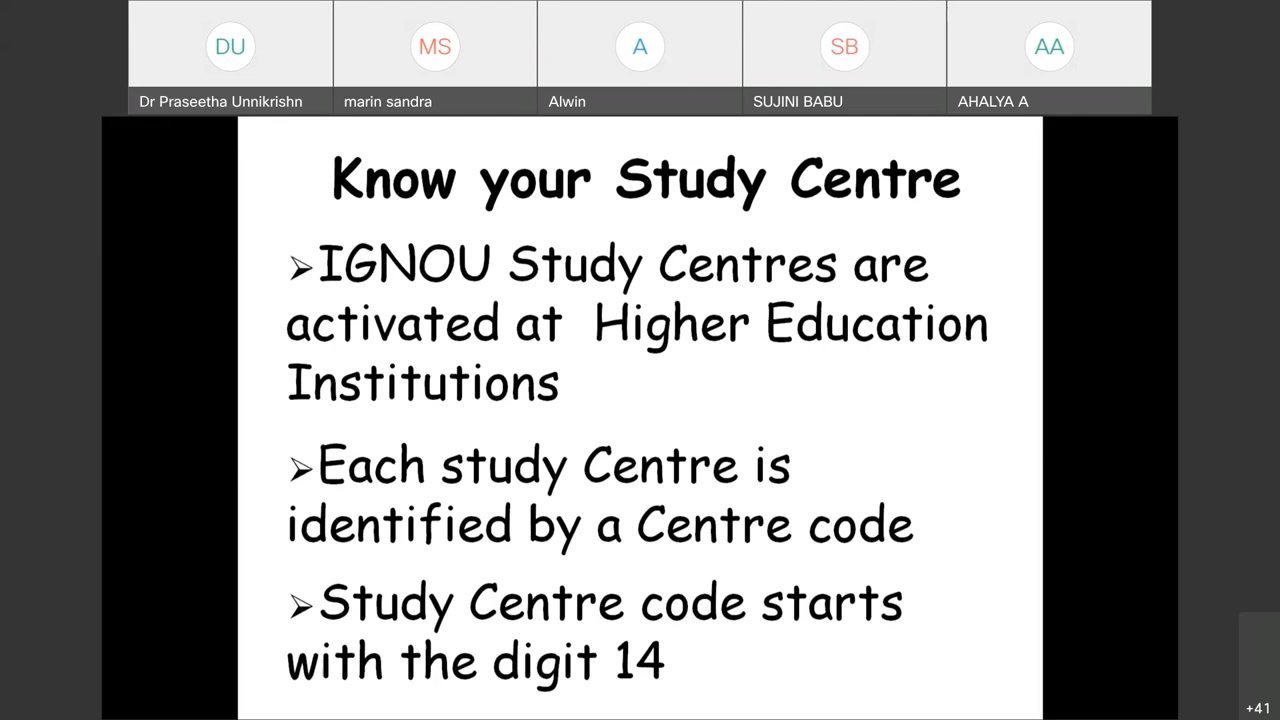 DU MS A SB AA
Dr Praseetha Unnikrishn marin sandra Alwin SUJINI BABU AHALYA A
Know your Study Centre
➢IGNOU Study Centres are
activated at Higher Education
Institutions
➢Each study Centre is
identified by a Centre code
➢Study Centre code starts
with the digit 14
+41